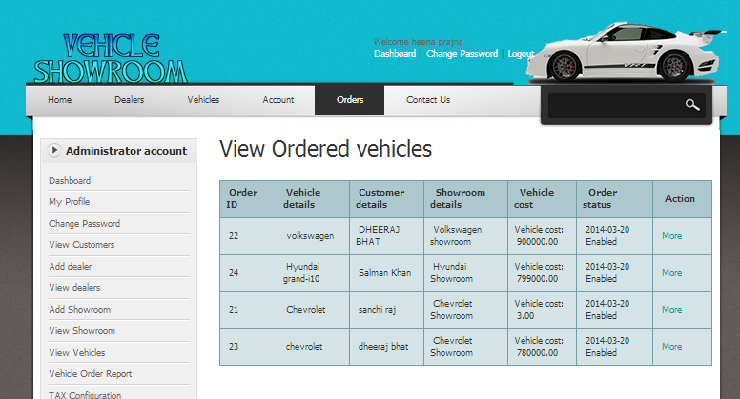 VEHICLE
SHOWROOM
Welcome heena prajna
Dashboard | Change Password | Logout
Home Dealers Vehicles Account Orders Contact Us
Administrator account
Dashboard
My Profile
Change Password
View Customers
Add dealer
View dealers
Add Showroom
View Showroom
View Vehicles
Vehicle Order Report
TAX Configuration
View Ordered vehicles
Order Vehicle Customer Showroom Vehicle Order Action
ID details details details cost status
22 volkswagen DHEERAJ Volkswagen Vehicle cost: 2014-03-20 More
BHAT showroom 900000.00 Enabled
24 Hyundai Salman Khan Hyundai Vehicle cost: 2014-03-20 More
grand-i10 Showroom 799000.00 Enabled
21 Chevrolet sanchi raj Chevrolet Vehicle cost: 2014-03-20 More
Showroom 3.00 Enabled
23 chevrolet dheeraj bhat Chevrolet Vehicle cost: 2014-03-20 More
Showroom 780000.00 Enabled